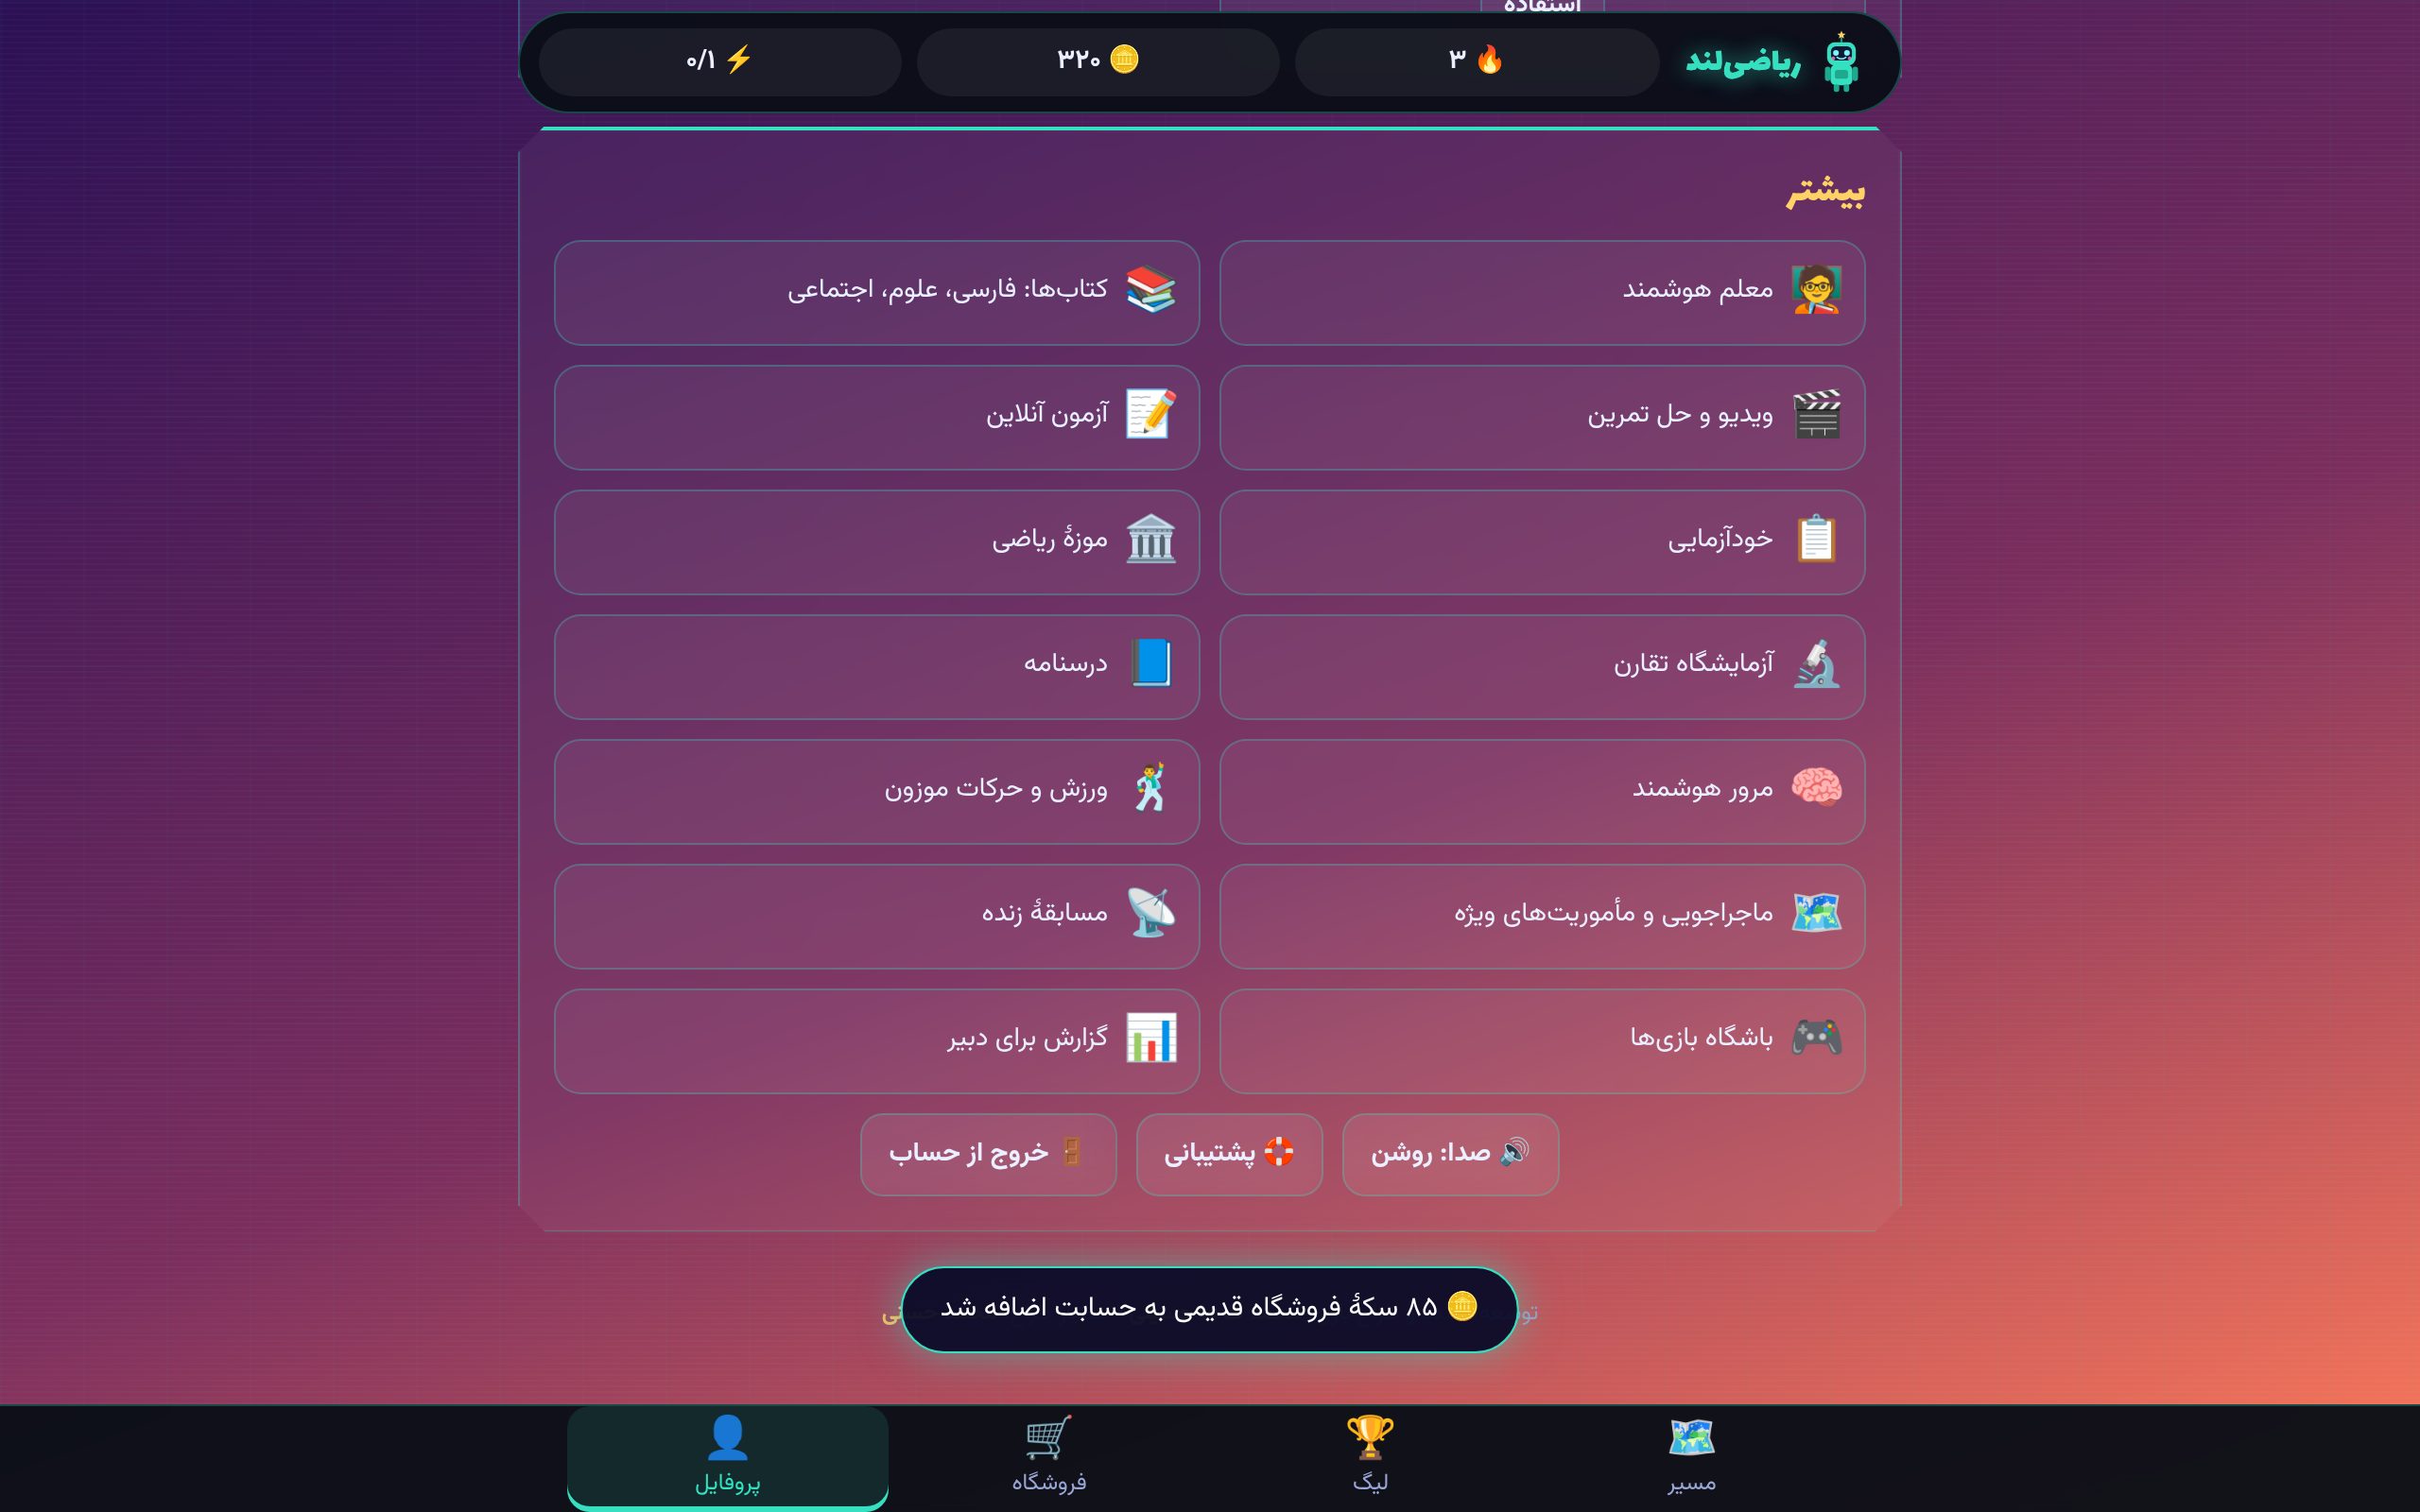 استفاده
ریاضی‌لند
۳
۳۲۰
۰/۱
بیشتر
معلم هوشمند
کتاب‌ها: فارسی، علوم، اجتماعی
ویدیو و حل تمرین
آزمون آنلاین
خودآزمایی
موزهٔ ریاضی
آزمایشگاه تقارن
درسنامه
مرور هوشمند
ورزش و حرکات موزون
ماجراجویی و مأموریت‌های ویژه
مسابقهٔ زنده
باشگاه بازی‌ها
گزارش برای دبیر
صدا: روشن
پشتیبانی
خروج از حساب
۸۵ سکهٔ فروشگاه قدیمی به حسابت اضافه شد
مسیر
لیگ
فروشگاه
پروفایل